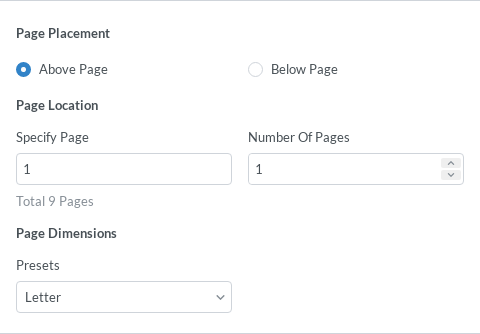 Page Placement
Above Page
Below Page
Page Location
Specify Page
Number Of Pages
1
1
Total 9 Pages
Page Dimensions
Presets
Letter